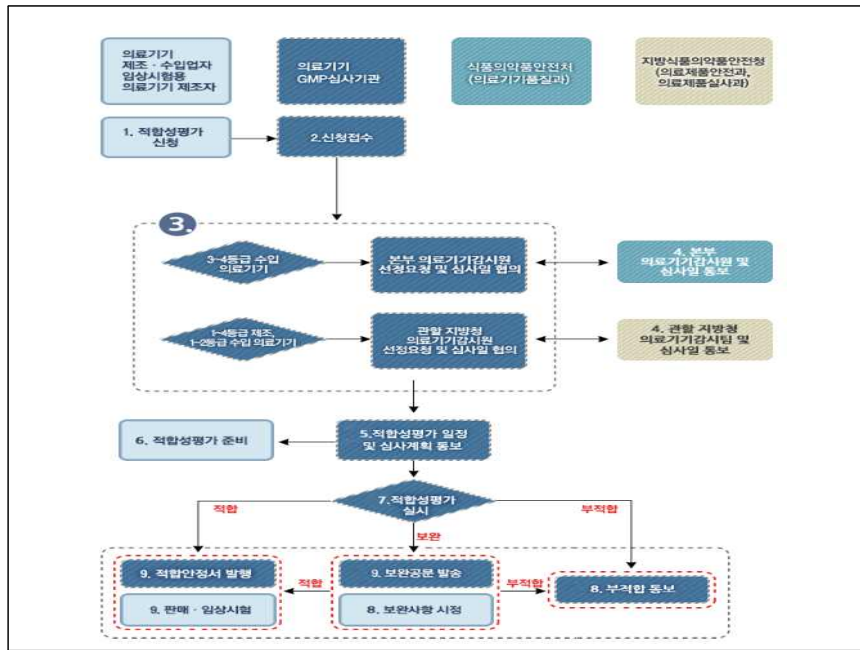 의료기기
제조 · 수입업자
임상시험용
의료기기 제조자
의료기기
GMP심사기관
식품의약품안전처
(의료기기품질과)
지방식품의약품안전청
(의료제품안전과,
의료제품실사과)
1. 적합성평가
신청
2.신청접수
3.
3~4등급 수입
의료기기
본부 의료기기감시원
선정요청 및 심사일 협의
4. 본부
의료기기감시원 및
심사일 통보
1~4등급 제조,
1~2등급 수입 의료기기
관할 지방청
의료기기감시원
선정요청 및 심사일 협의
4. 관할 지방청
의료기기감시팀 및
심사일 통보
6. 적합성평가 준비
5.적합성평가 일정
및 심사계획 통보
7.적합성평가
실시
적합
보완
부적합
9. 적합인정서 발행
적합
9. 보완공문 발송
부적합
8. 부적합 통보
9. 판매 · 임상시험
8. 보완사항 시정